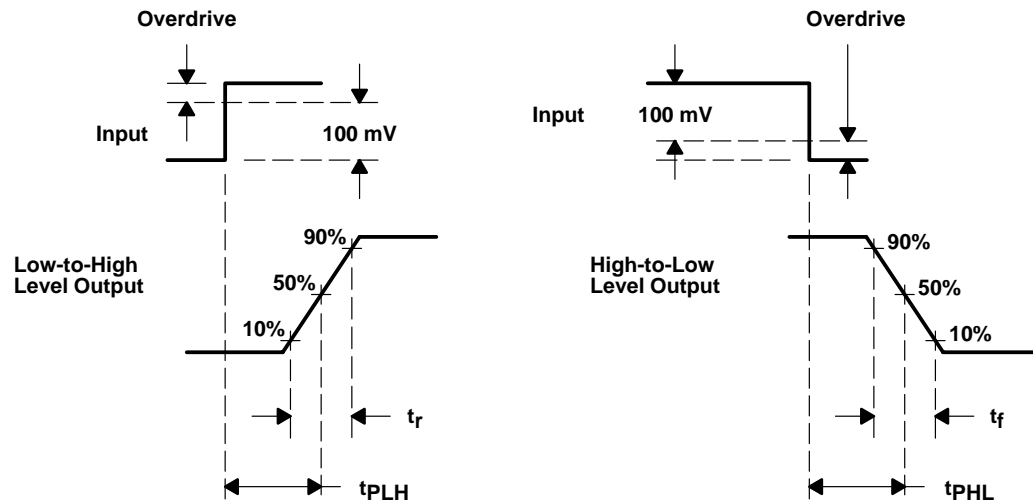 Overdrive
Input
100 mV
Low-to-High
Level Output
90%
50%
10%
tr
tPLH
Overdrive
Input
100 mV
High-to-Low
Level Output
90%
50%
10%
tf
tPHL